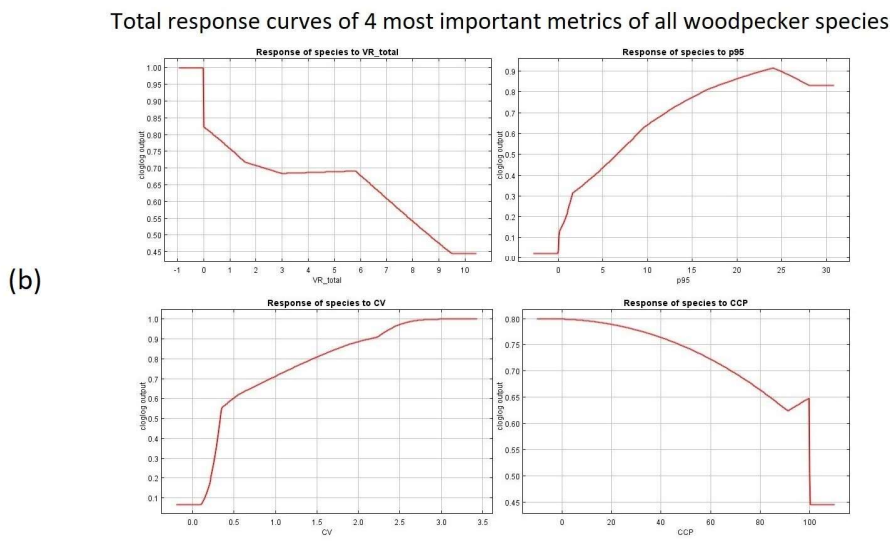 Total response curves of 4 most important metrics of all woodpecker species
(b)
Response of species to VR_total
cloglog output
1.00
0.95
0.90
0.85
0.80
0.75
0.70
0.65
0.60
0.55
0.50
0.45
-1 0 1 2 3 4 5 6 7 8 9 10
VR_total
Response of species to p95
cloglog output
0.9
0.8
0.7
0.6
0.5
0.4
0.3
0.2
0.1
0.0
0 5 10 15 20 25 30
p95
Response of species to CV
cloglog output
1.0
0.9
0.8
0.7
0.6
0.5
0.4
0.3
0.2
0.1
0.0 0.5 1.0 1.5 2.0 2.5 3.0 3.5
CV
Response of species to CCP
cloglog output
0.80
0.75
0.70
0.65
0.60
0.55
0.50
0.45
0 20 40 60 80 100
CCP